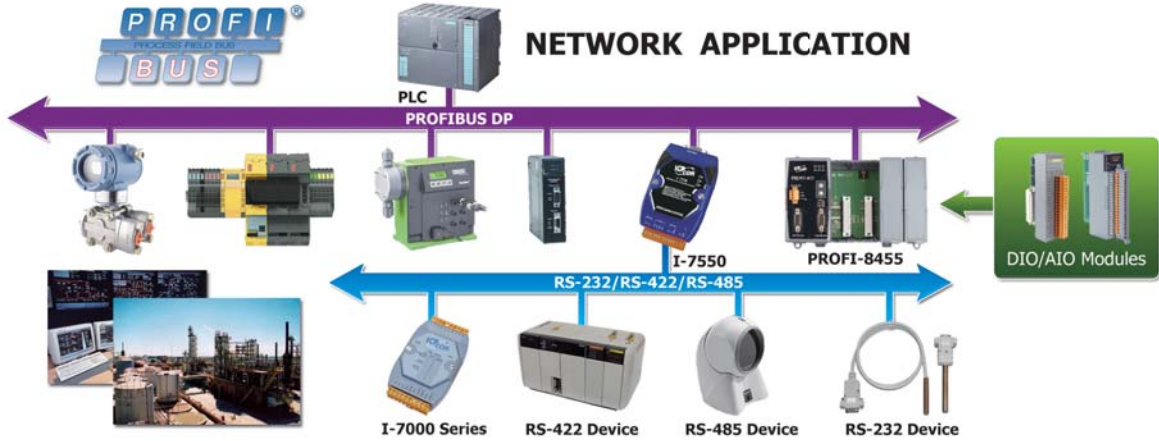 PROFI®
PROCESS FIELD BUS
BUS
NETWORK APPLICATION
PLC
PROFIBUS DP
I-7550
PROFI-8455
DIO/AIO Modules
RS-232/RS-422/RS-485
I-7000 Series
RS-422 Device
RS-485 Device
RS-232 Device